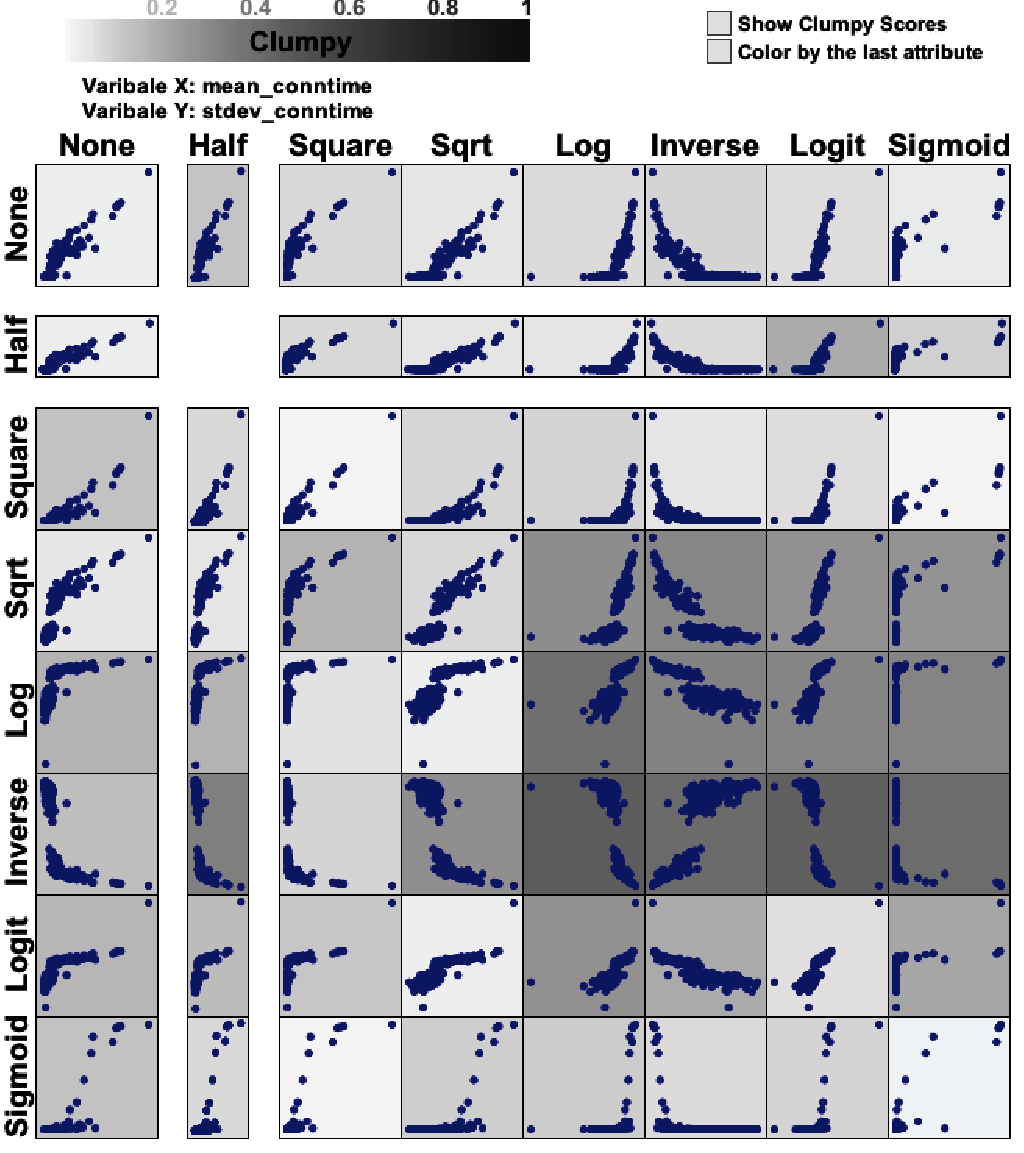 0.2 0.4 0.6 0.8 1
Clumpy
Show Clumpy Scores
Color by the last attribute
Varibale X: mean_conntime
Varibale Y: stdev_conntime
None Half Square Sqrt Log Inverse Logit Sigmoid
None
Half
Square
Sqrt
Log
Inverse
Logit
Sigmoid